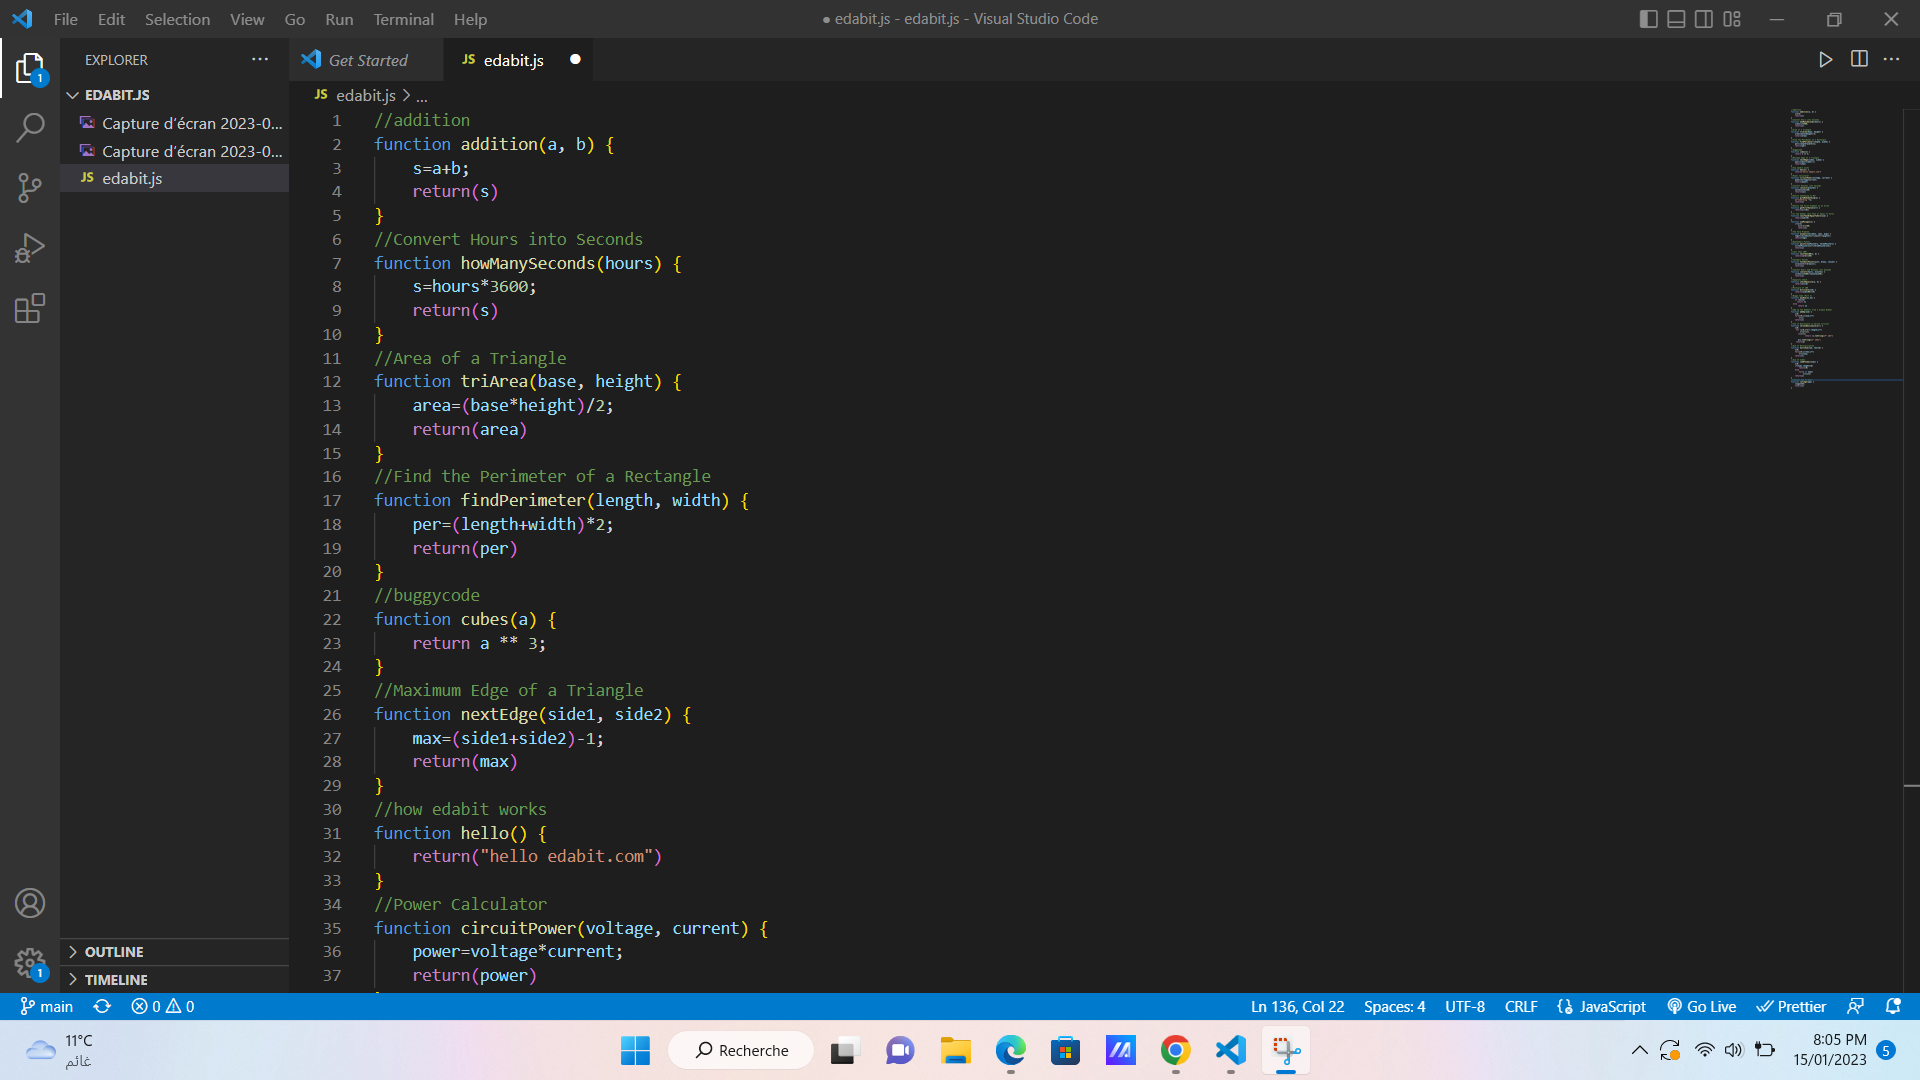 File Edit Selection View Go Run Terminal Help
● edabit.js - edabit.js - Visual Studio Code
EXPLORER
Get Started
JS edabit.js
EDABIT.JS
Capture d'écran 2023-0...
Capture d'écran 2023-0...
JS edabit.js
JS edabit.js > ...
1 //addition
2 function addition(a, b) {
3 s=a+b;
4 return(s)
5 }
6 //Convert Hours into Seconds
7 function howManySeconds(hours) {
8 s=hours*3600;
9 return(s)
10 }
11 //Area of a Triangle
12 function triArea(base, height) {
13 area=(base*height)/2;
14 return(area)
15 }
16 //Find the Perimeter of a Rectangle
17 function findPerimeter(length, width) {
18 per=(length+width)*2;
19 return(per)
20 }
21 //buggycode
22 function cubes(a) {
23 return a ** 3;
24 }
25 //Maximum Edge of a Triangle
26 function nextEdge(side1, side2) {
27 max=(side1+side2)-1;
28 return(max)
29 }
30 //how edabit works
31 function hello() {
32 return("hello edabit.com")
33 }
34 //Power Calculator
35 function circuitPower(voltage, current) {
36 power=voltage*current;
37 return(power)
1
1
OUTLINE
TIMELINE
main 0 0
Ln 136, Col 22 Spaces: 4 UTF-8 CRLF {} JavaScript Go Live Prettier
11°C
غائم
Recherche
8:05 PM
15/01/2023
5